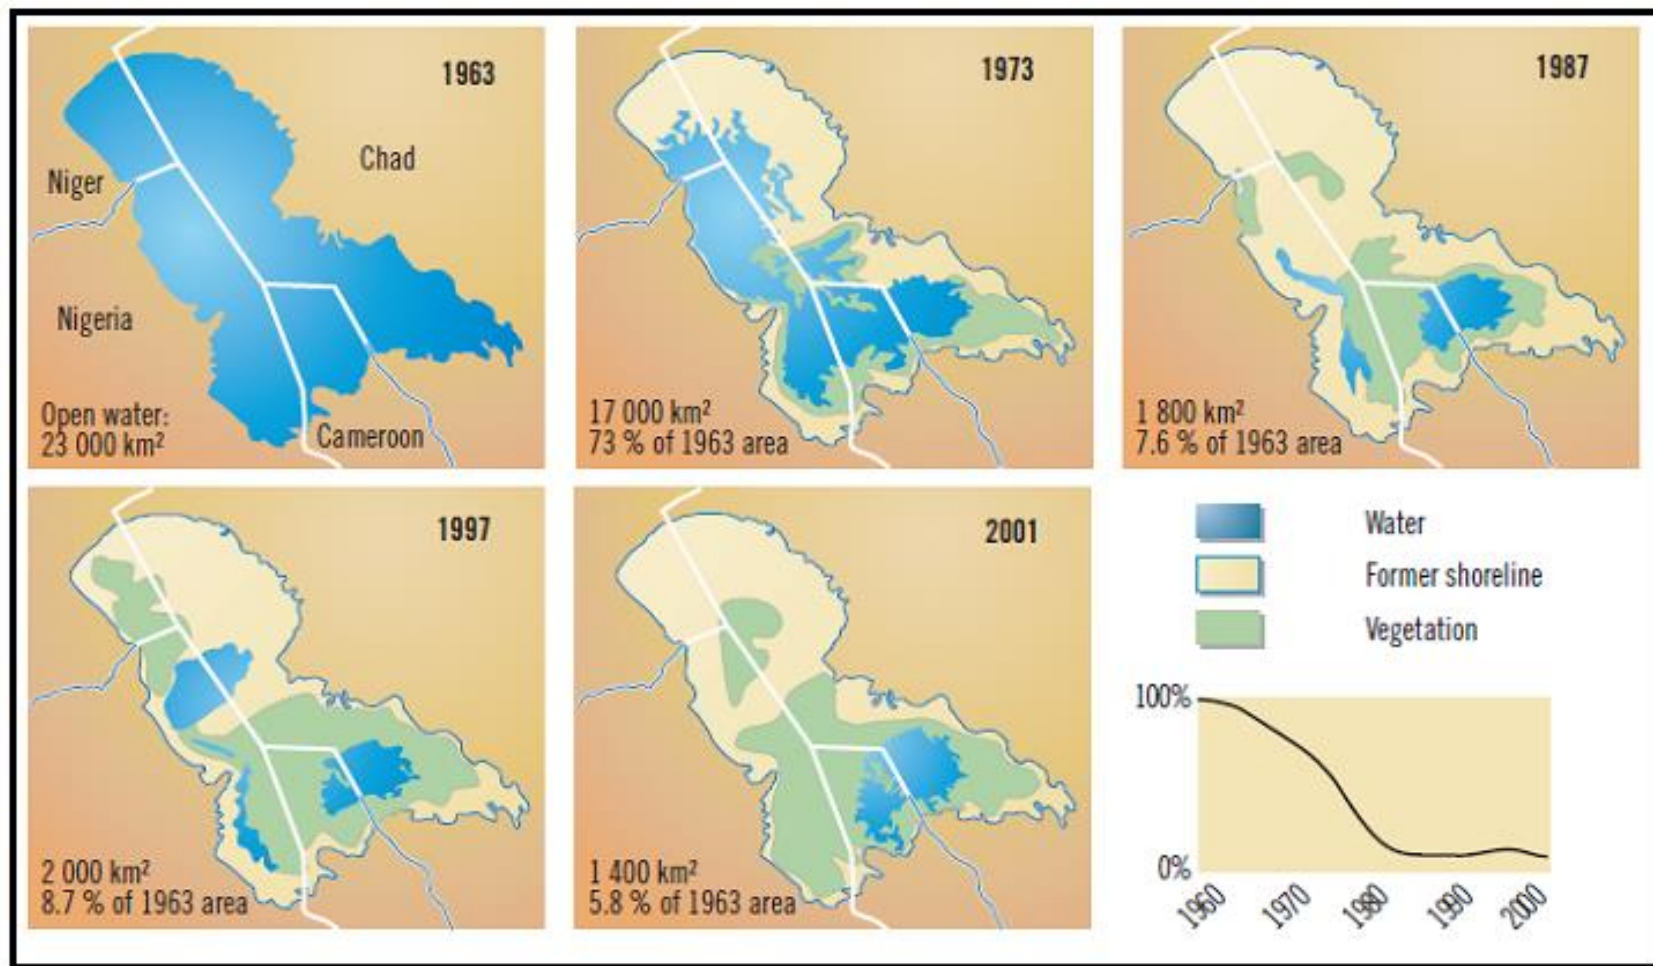 1963
Chad
Niger
Nigeria
Open water:
23 000 km²
Cameroon
1973
17 000 km²
73 % of 1963 area
1987
1 800 km²
7.6 % of 1963 area
1997
2 000 km²
8.7 % of 1963 area
2001
1 400 km²
5.8 % of 1963 area
Water
Former shoreline
Vegetation
100%
0%
1960
1970
1980
1990
2000